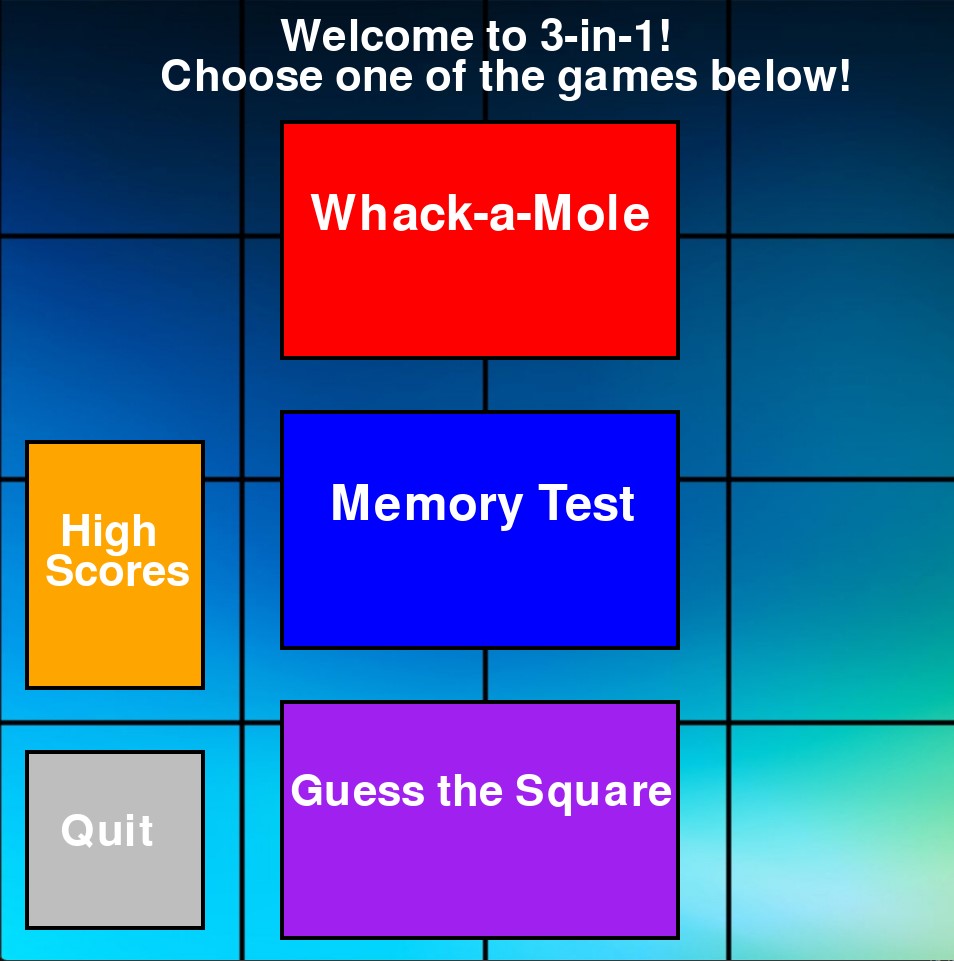 Welcome to 3-in-1!
Choose one of the games below!
Whack-a-Mole
Memory Test
High
Scores
Guess the Square
Quit